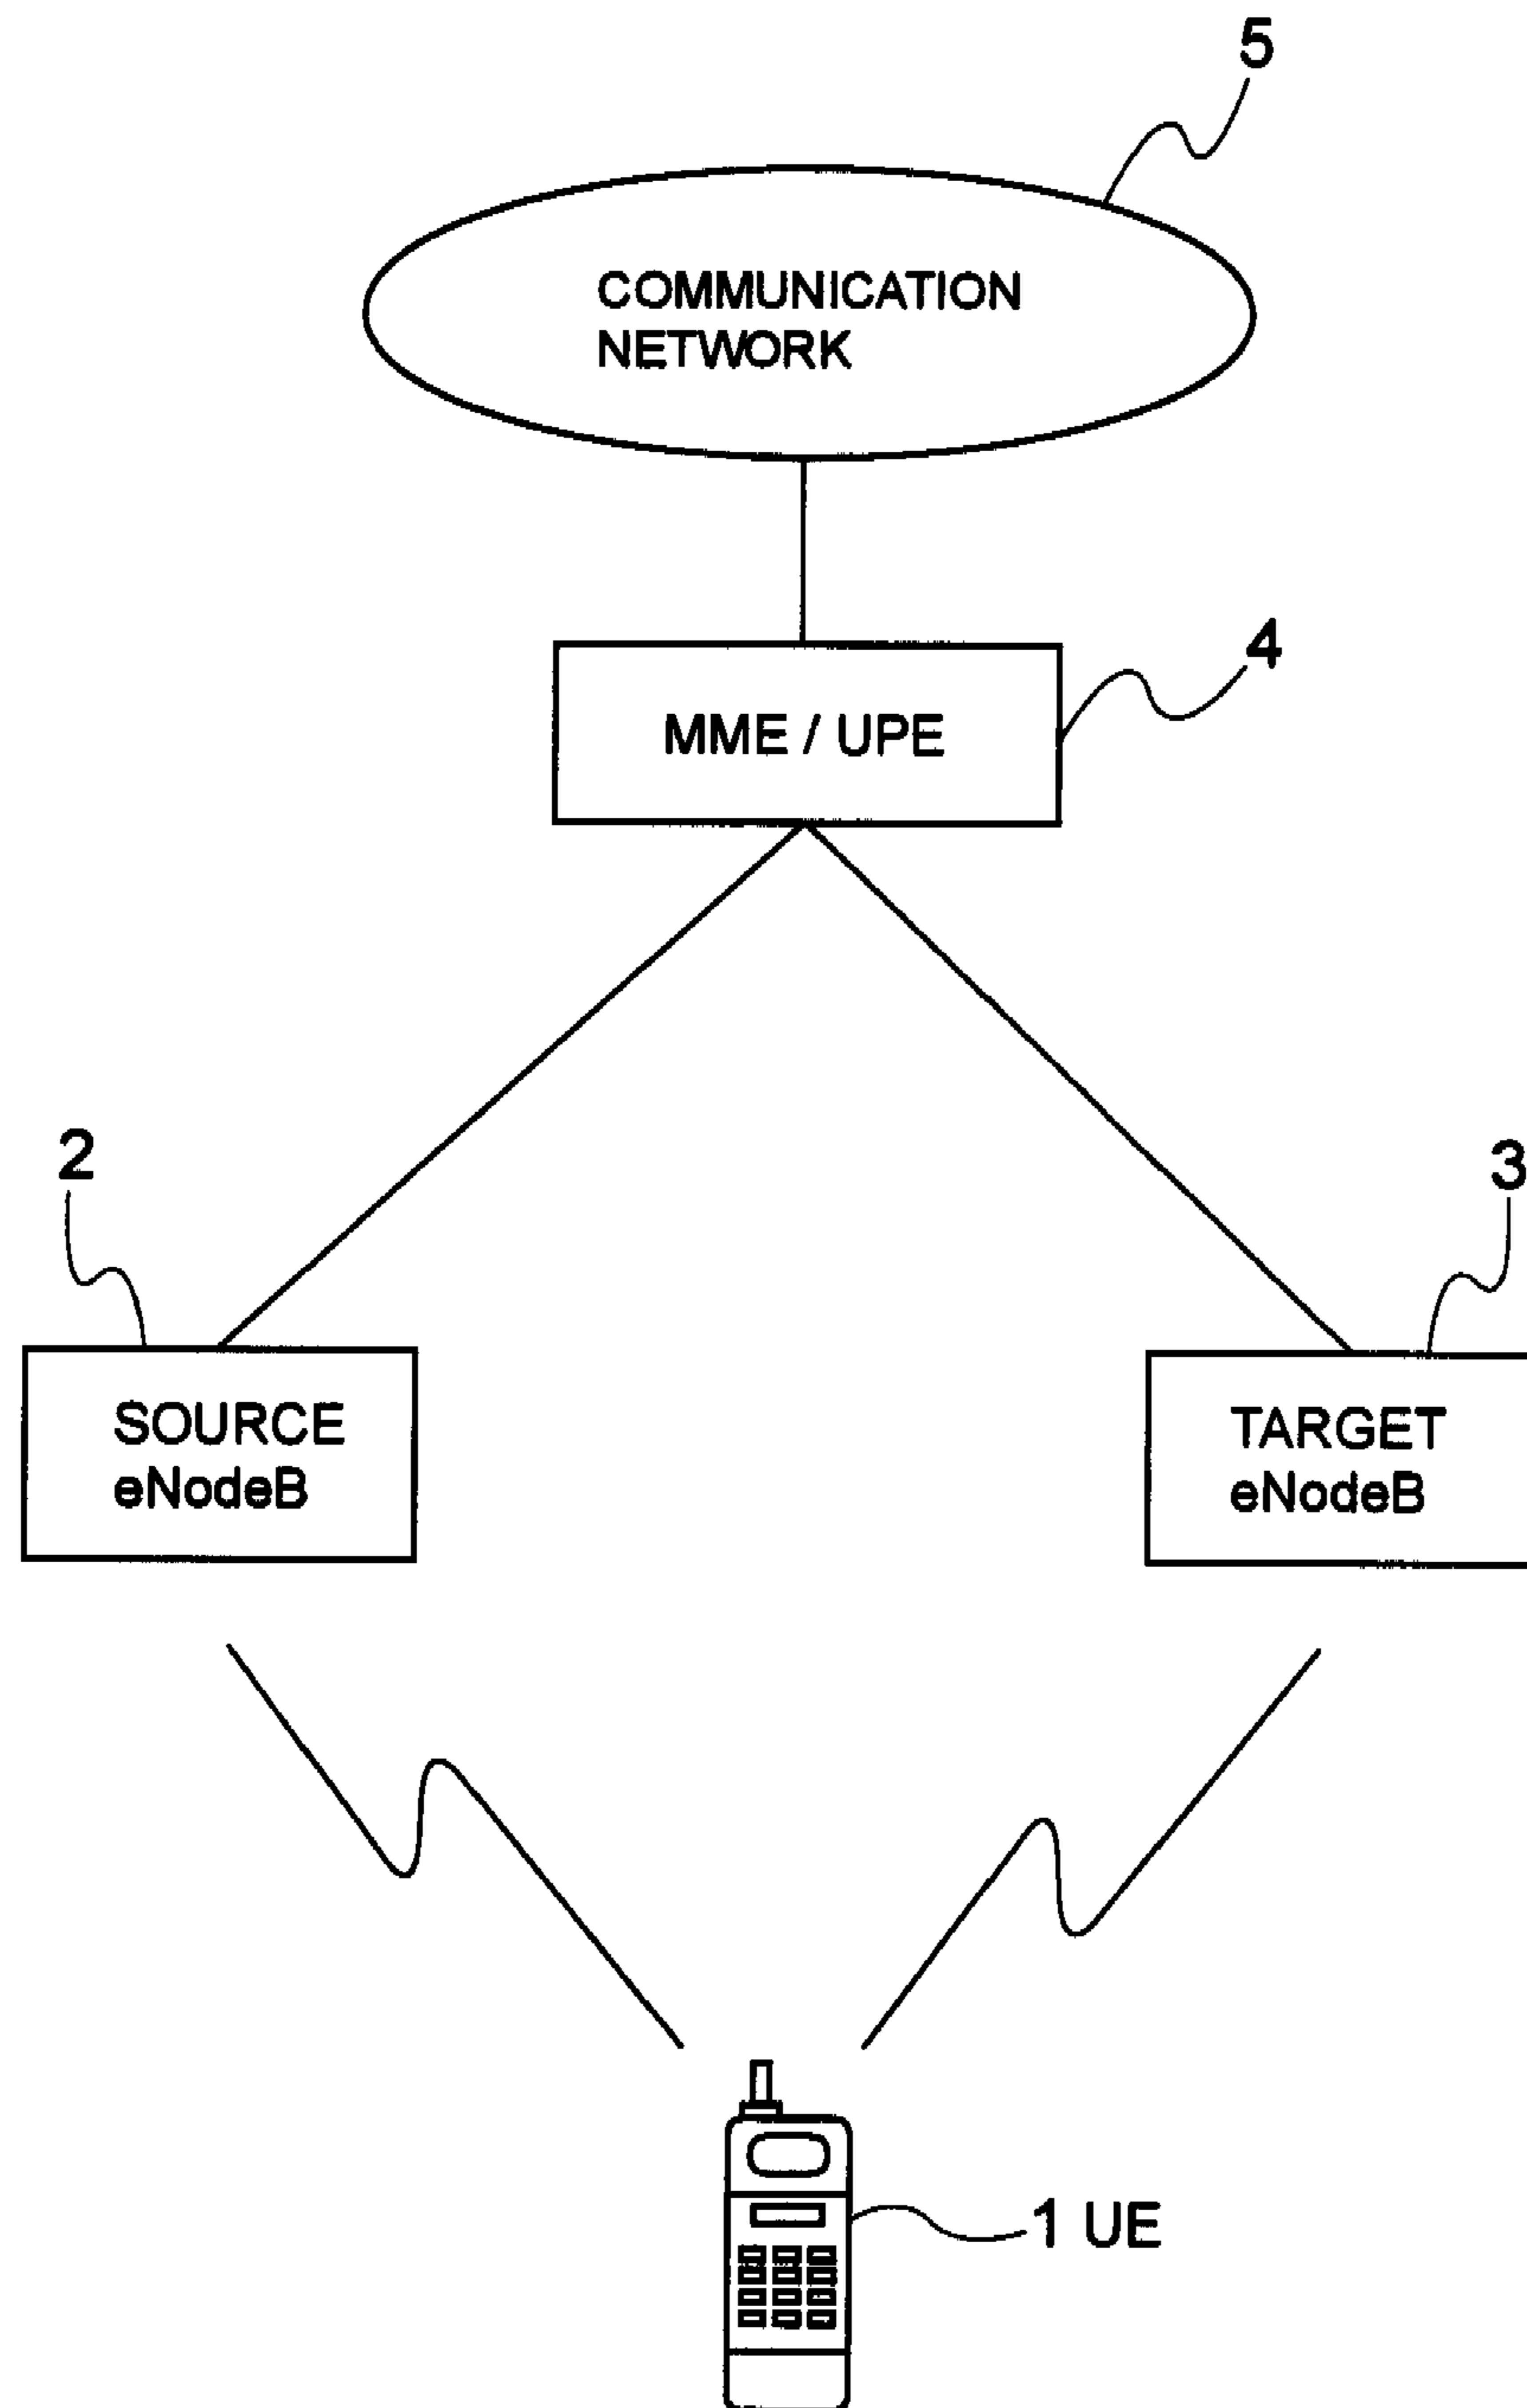 5
COMMUNICATION
NETWORK
4
MME / UPE
2
3
SOURCE
eNodeB
TARGET
eNodeB
1 UE